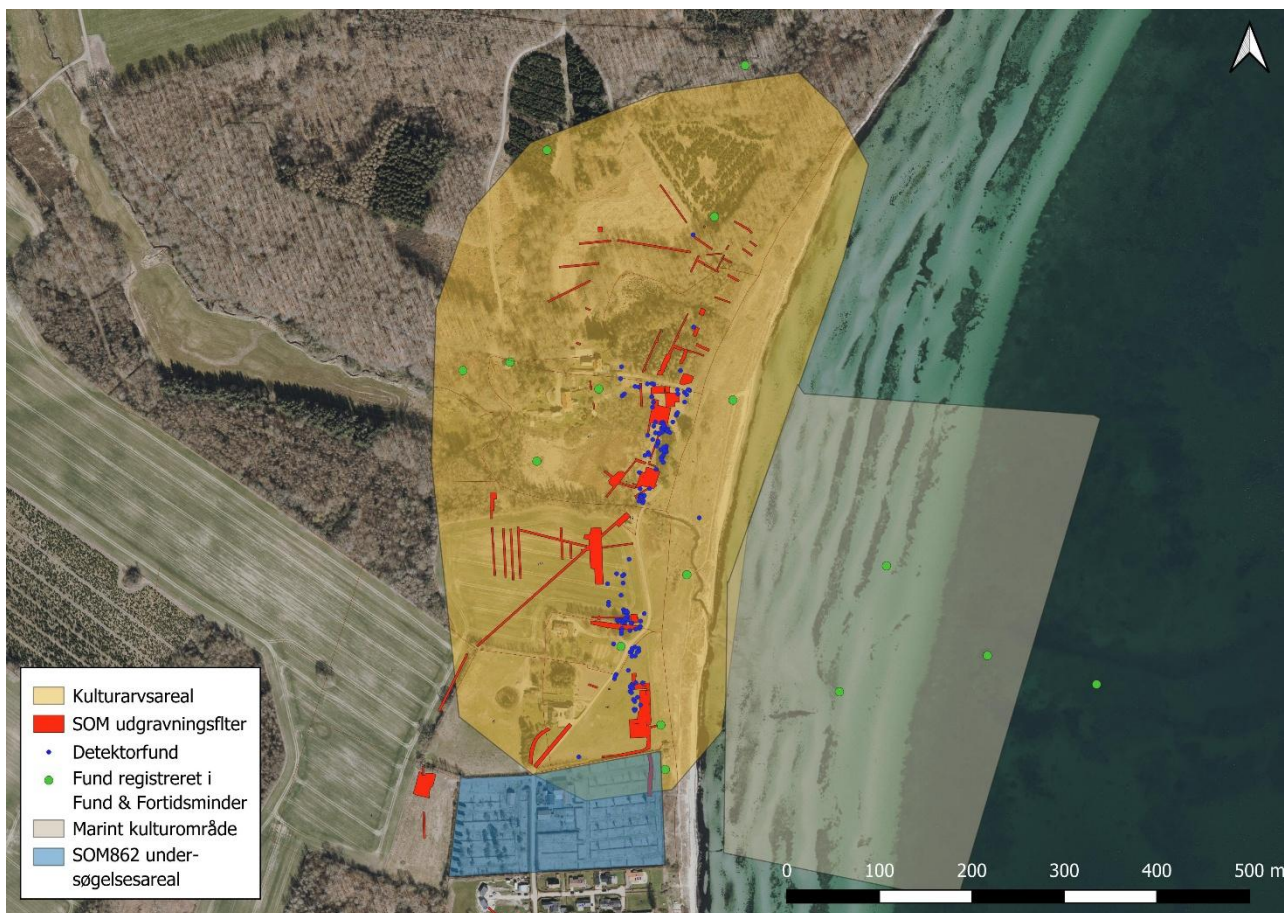 Kulturarvsareal
SOM udgravningsflter
Detektorfund
Fund registreret i
Fund & Fortidsminder
Marint kulturområde
SOM862 under-
søgelsesareal
0 100 200 300 400 500 m